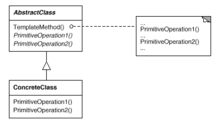 AbstractClass
TemplateMethod()
PrimitiveOperation1()
PrimitiveOperation2()
...
PrimitiveOperation1()
...
PrimitiveOperation2()
...
ConcreteClass
PrimitiveOperation1()
PrimitiveOperation2()